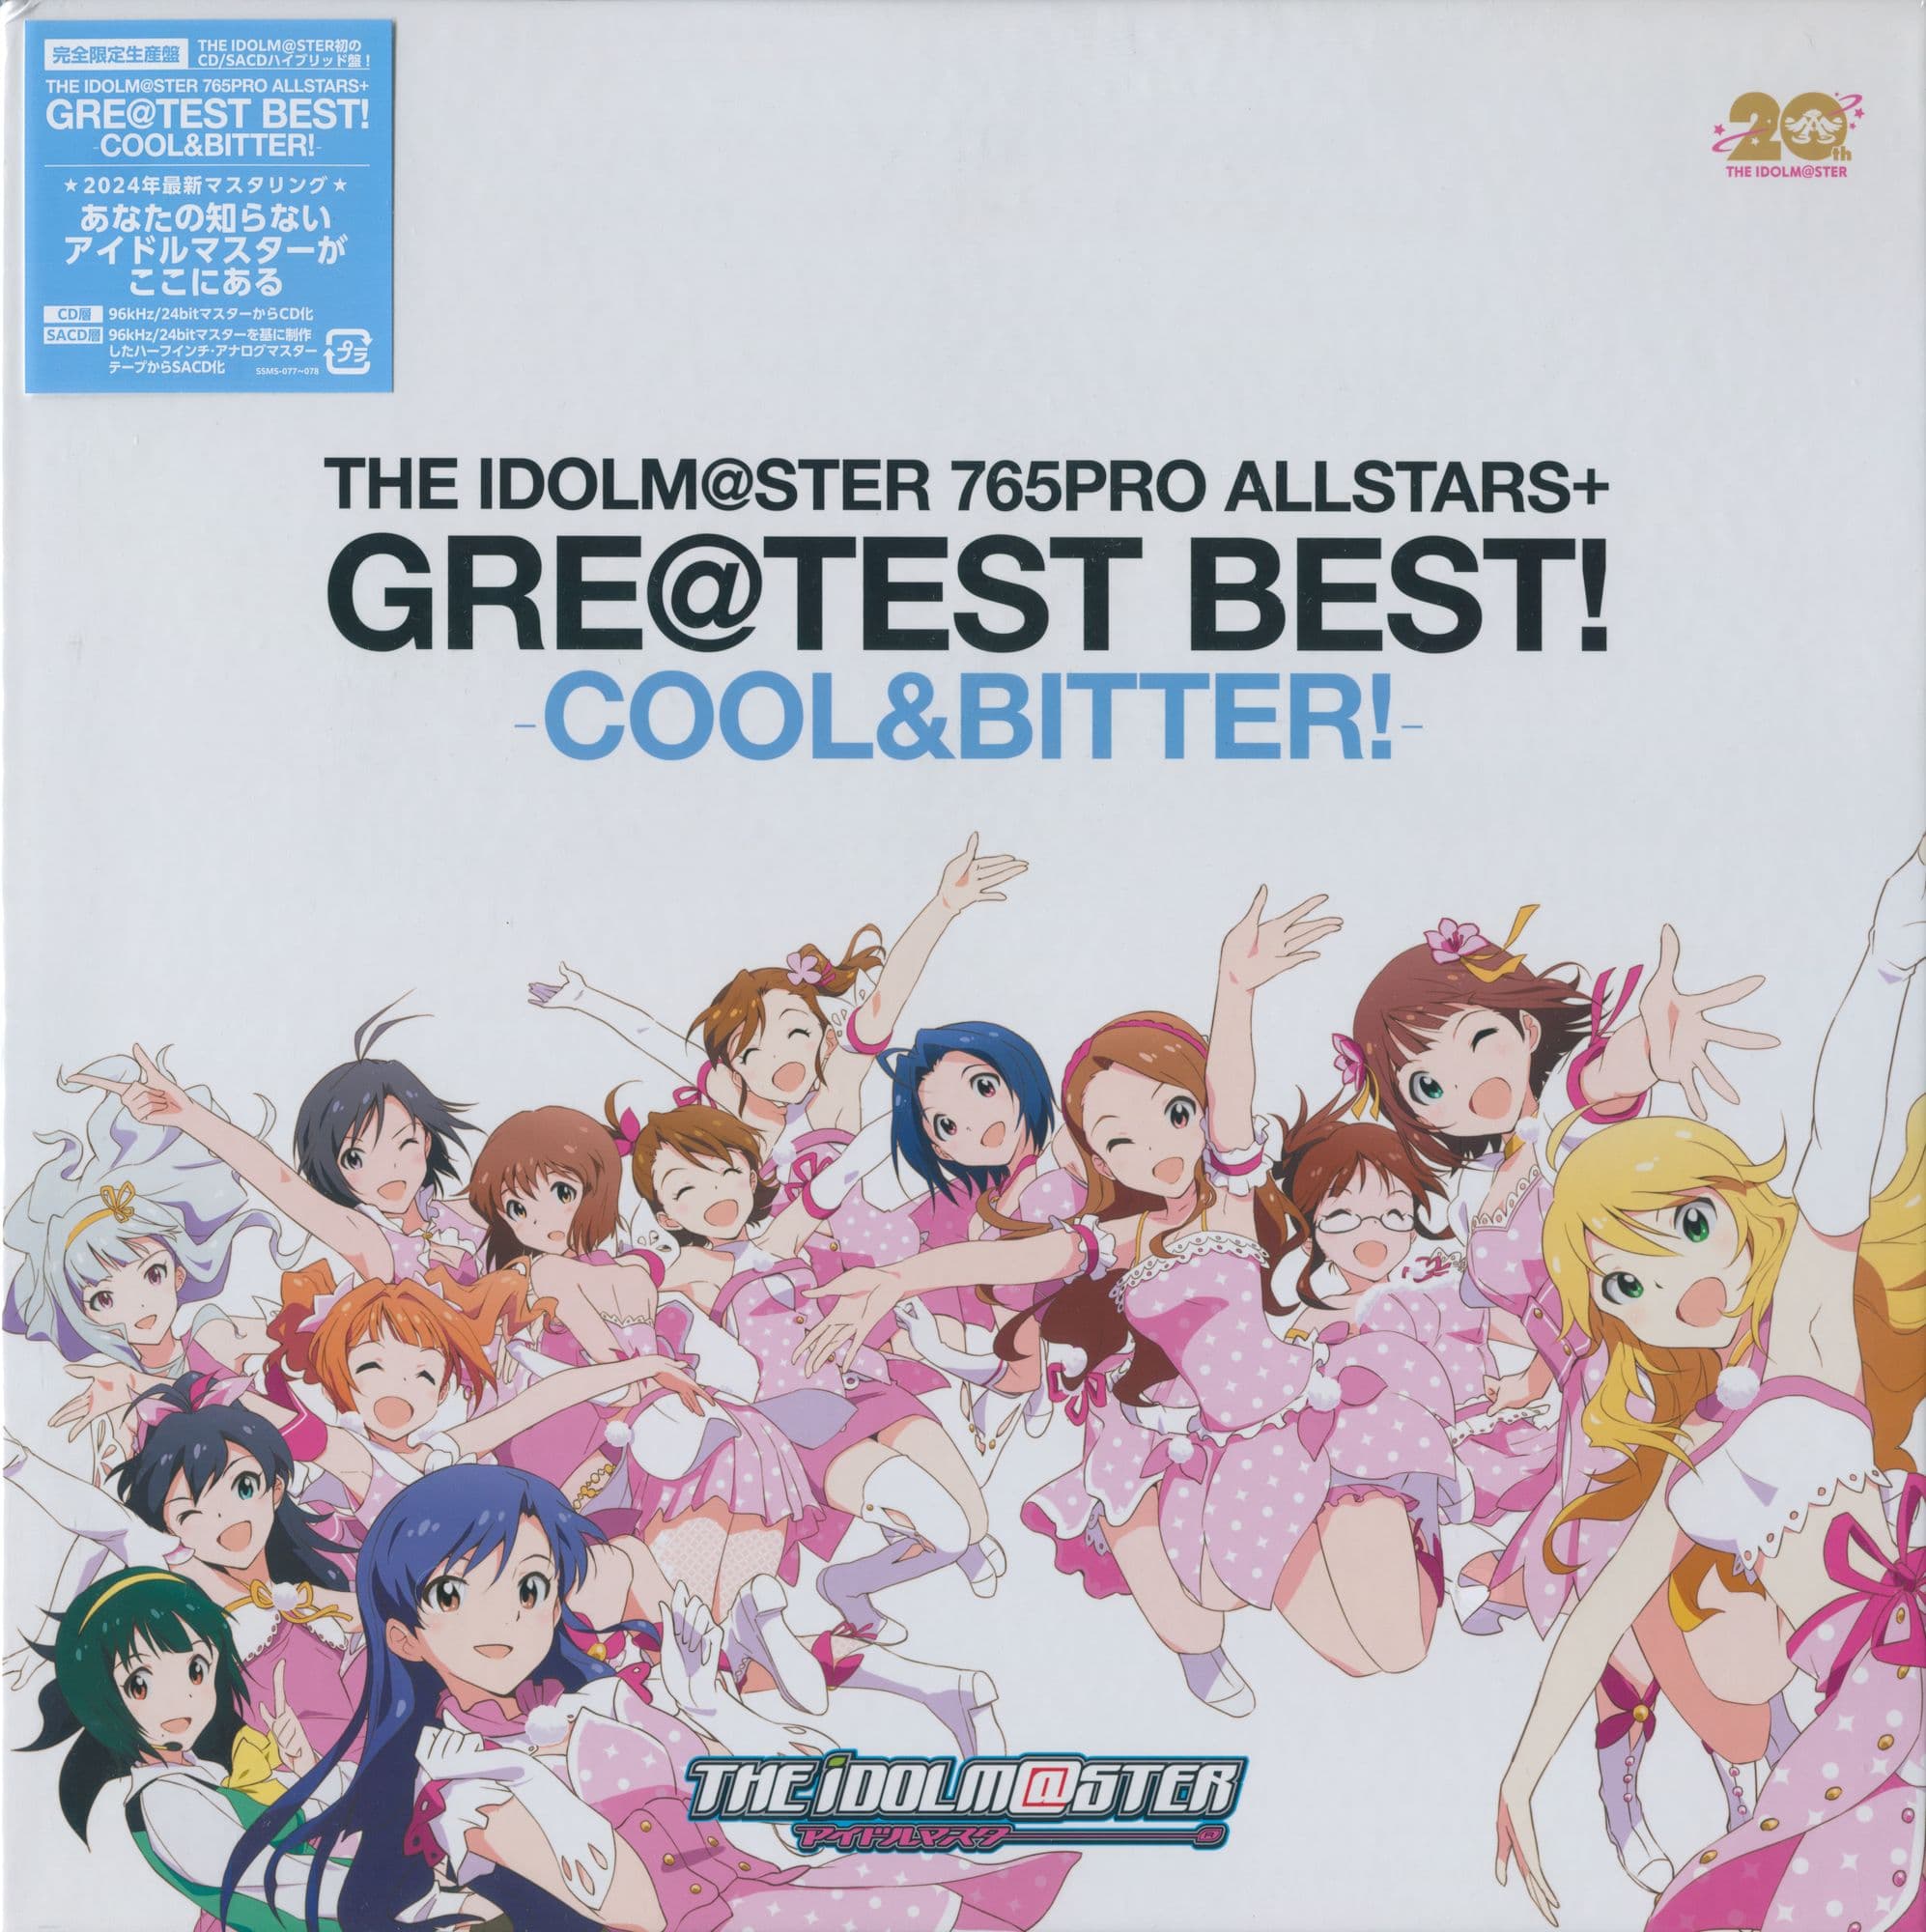 完全限定生産盤
THE IDOLM@STER初の
CD/SACDハイブリッド盤！
THE IDOLM@STER 765PRO ALLSTARS+
GRE@TEST BEST!
-COOL&BITTER!-
★2024年最新マスタリング★
あなたの知らない
アイドルマスターが
ここにある
CD層 96kHz/24bitマスターからCD化
SACD層 96kHz/24bitマスターを基に制作
したハーフインチ・アナログマスター
テープからSACD化
SSMS-077~078
プラ
20th
THE IDOLM@STER
THE IDOLM@STER 765PRO ALLSTARS+
GRE@TEST BEST!
-COOL&BITTER!-
THE iDOLM@STER
アイドルマスター